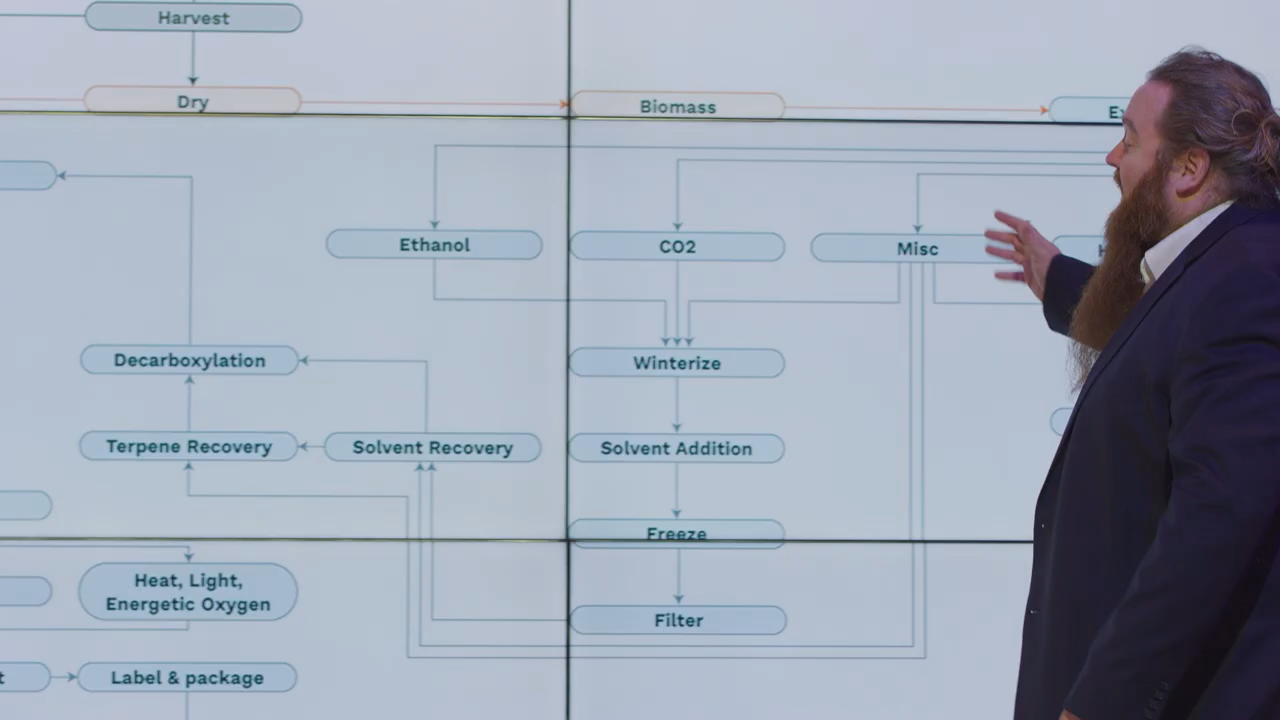 Harvest
Dry
Biomass
Ethanol
CO2
Misc
Decarboxylation
Winterize
Terpene Recovery
Solvent Recovery
Solvent Addition
Freeze
Heat, Light,
Energetic Oxygen
Filter
Label & package